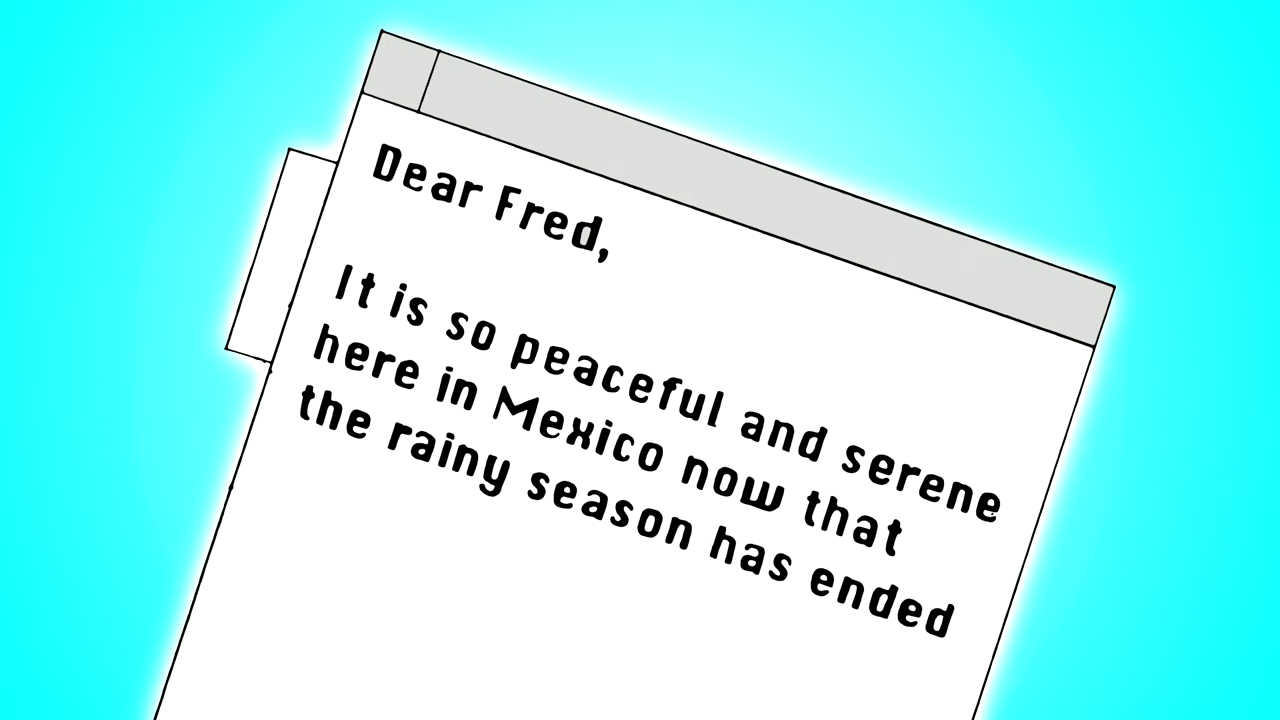 Dear Fred,
It is so peaceful and serene
here in Mexico now that
the rainy season has ended